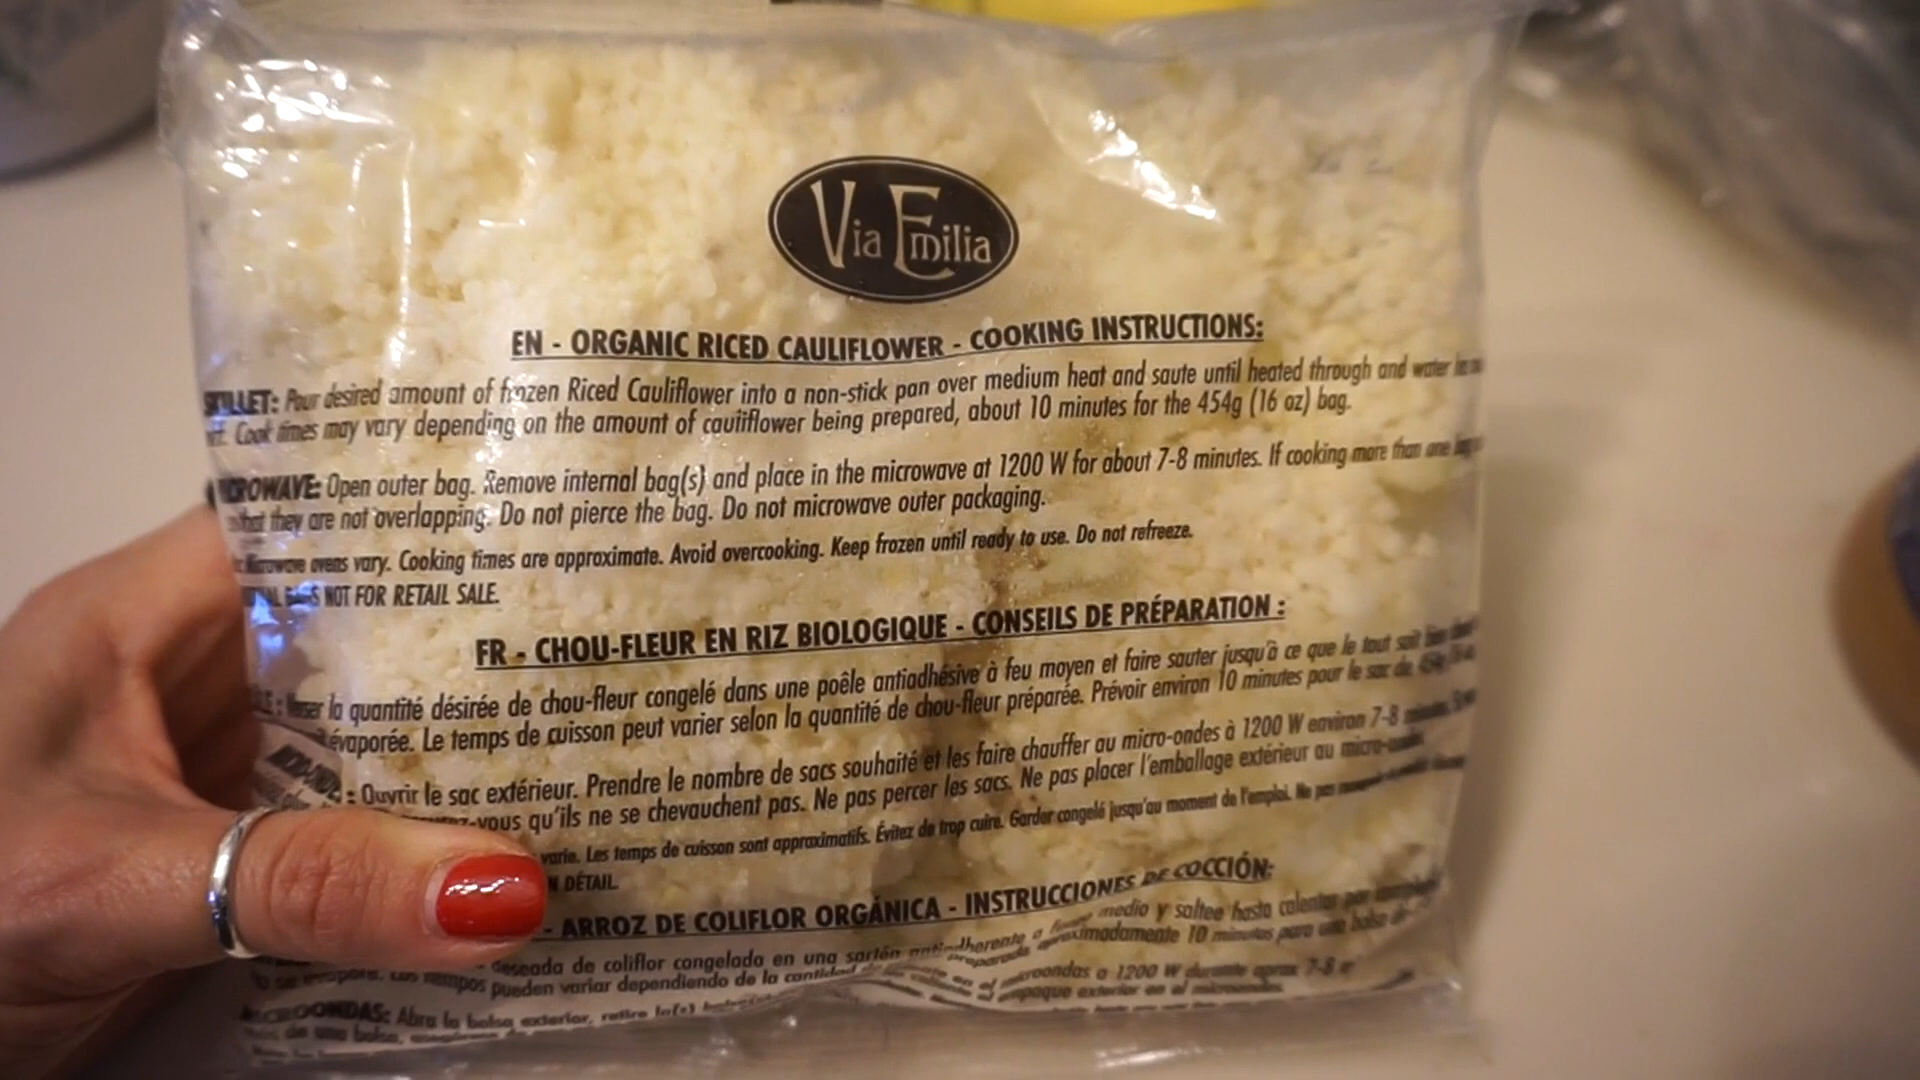 Via Emilia
EN - ORGANIC RICED CAULIFLOWER - COOKING INSTRUCTIONS:
SKILLET: Pour desired amount of frozen Riced Cauliflower into a non-stick pan over medium heat and saute until heated through and water
Cook times may vary depending on the amount of cauliflower being prepared, about 10 minutes for the 454g (16 oz) bag.
MICROWAVE: Open outer bag. Remove internal bag(s) and place in the microwave at 1200 W for about 7-8 minutes. If cooking more than one
that they are not overlapping. Do not pierce the bag. Do not microwave outer packaging.
Microwave ovens vary. Cooking times are approximate. Avoid overcooking. Keep frozen until ready to use. Do not refreeze.
NOT FOR RETAIL SALE.
FR - CHOU-FLEUR EN RIZ BIOLOGIQUE - CONSEILS DE PRÉPARATION :
: Verser la quantité désirée de chou-fleur congelé dans une poêle antiadhésive à feu moyen et faire sauter jusqu'à ce que le tout soit
évaporée. Le temps de cuisson peut varier selon la quantité de chou-fleur préparée. Prévoir environ 10 minutes pour le sac de
: Ouvrir le sac extérieur. Prendre le nombre de sacs souhaité et les faire chauffer au micro-ondes à 1200 W environ 7-8
-vous qu'ils ne se chevauchent pas. Ne pas percer les sacs. Ne pas placer l'emballage extérieur au
varie. Les temps de cuisson sont approximatifs. Évitez de trop cuire. Garder congelé jusqu'au moment de l'emploi. Ne pas
N DÉTAIL.
- ARROZ DE COLIFLOR ORGÁNICA - INSTRUCCIONES DE COCCIÓN:
deseada de coliflor congelada en una sartén antiadherente a medio y saltee hasta calentar por
pueden variar dependiendo de la cantidad preparada aproximadamente 10 minutos para una bolsa de
MICROONDAS: Abra la bolsa exterior, retire la(s) en el microondas a 1200 W durante aprox 7-8
de una bolsa, el empaque exterior en el microondas.